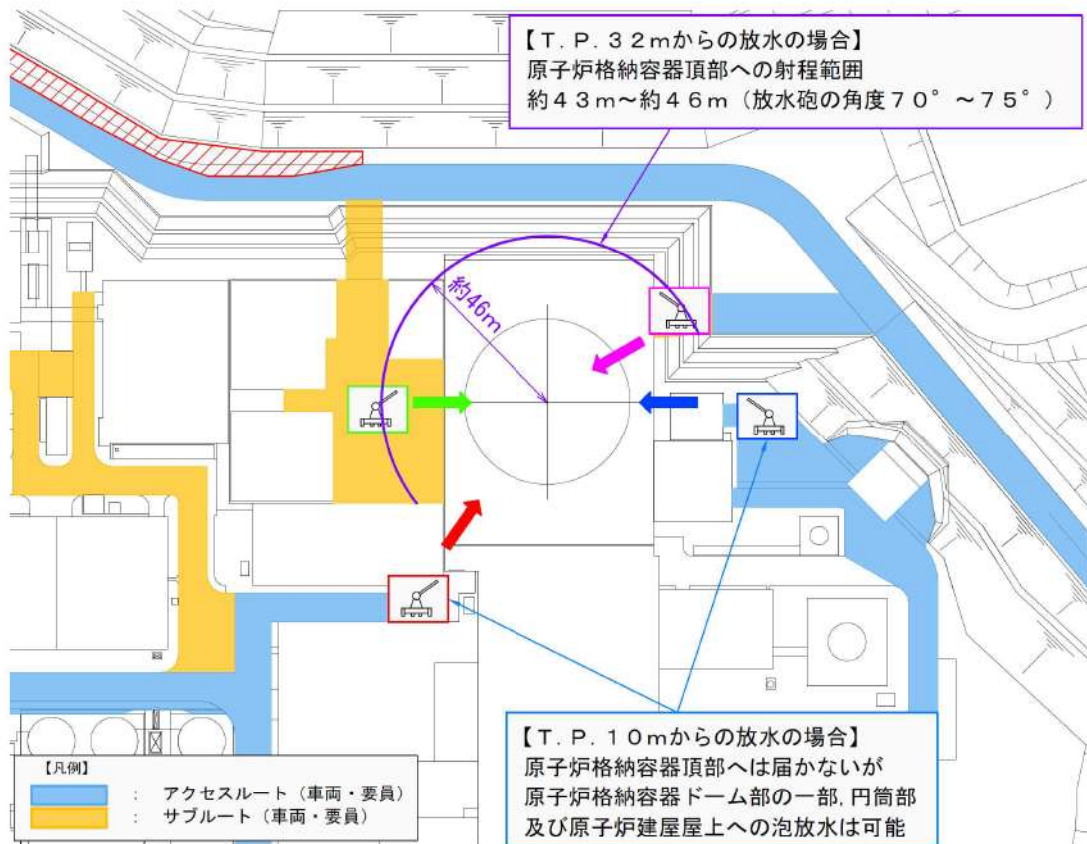 【T.P.32mからの放水の場合】
原子炉格納容器頂部への射程範囲
約43m~約46m（放水砲の角度70°~75°）
約46m
【T.P.10mからの放水の場合】
原子炉格納容器頂部へは届かないが
原子炉格納容器ドーム部の一部，円筒部
及び原子炉建屋屋上への泡放水は可能
【凡例】
： アクセスルート（車両・要員）
： サブルート（車両・要員）